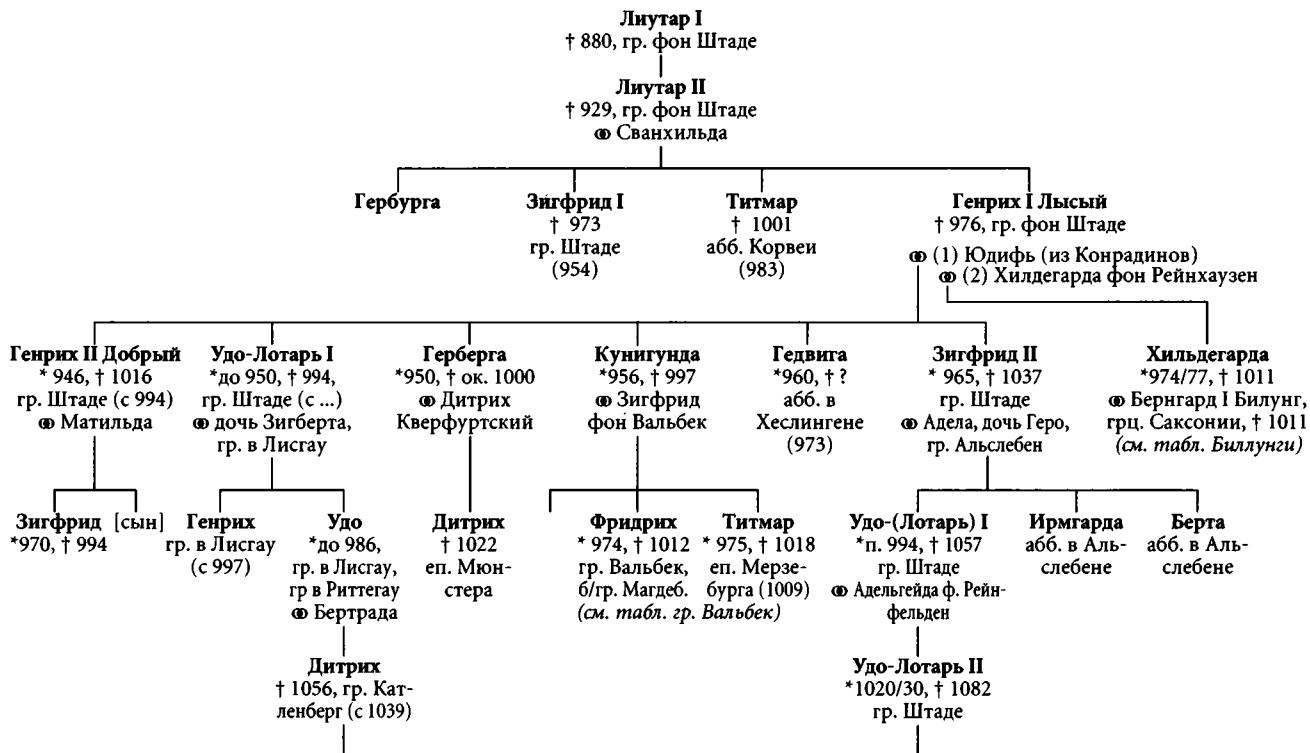 Лиутар I
† 880, гр. фон Штаде
Лиутар II
† 929, гр. фон Штаде
⚭ Сванхильда
Гербурга
Зигфрид I
† 973
гр. Штаде
(954)
Титмар
† 1001
абб. Корвеи
(983)
Генрих I Лысый
† 976, гр. фон Штаде
⚭ (1) Юдифь (из Конрадинов)
⚭ (2) Хилдегарда фон Рейнхаузен
Генрих II Добрый
* 946, † 1016
гр. Штаде (с 994)
⚭ Матильда
Удо-Лотарь I
*до 950, † 994,
гр. Штаде (с ...)
⚭ дочь Зигберта,
гр. в Лисгау
Герберга
*950, † ок. 1000
⚭ Дитрих
Кверфуртский
Кунигунда
*956, † 997
⚭ Зигфрид
фон Вальбек
Гедвига
*960, † ?
абб. в
Хеслингене
(973)
Зигфрид II
* 965, † 1037
гр. Штаде
⚭ Адела, дочь Геро,
гр. Альслебен
Хильдегарда
*974/77, † 1011
⚭ Бернгард I Билунг,
грц. Саксонии, † 1011
(см. табл. Биллунги)
Зигфрид
*970, † 994
[сын]
Генрих
гр. в Лисгау
(с 997)
Удо
*до 986,
гр. в Лисгау,
гр в Риттегау
⚭ Бертрада
Дитрих
† 1022
еп. Мюн-
стера
Фридрих
* 974, † 1012
гр. Вальбек,
б/гр. Магдеб.
Титмар
* 975, † 1018
еп. Мерзе-
бурга (1009)
(см. табл. гр. Вальбек)
Удо-(Лотарь) I
*п. 994, † 1057
гр. Штаде
⚭ Адельгейда ф. Рейн-
фельден
Ирмгарда
абб. в Аль-
слебене
Берта
абб. в Аль-
слебене
Дитрих
† 1056, гр. Кат-
ленберг (с 1039)
Удо-Лотарь II
*1020/30, † 1082
гр. Штаде